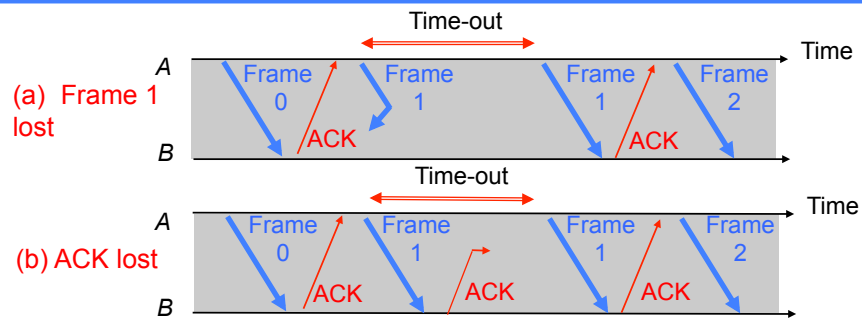 Time-out
Time
A
Frame 0
Frame 1
Frame 1
Frame 2
(a) Frame 1 lost
ACK
ACK
B
Time-out
Time
A
Frame 0
Frame 1
Frame 1
Frame 2
(b) ACK lost
ACK
ACK
ACK
B